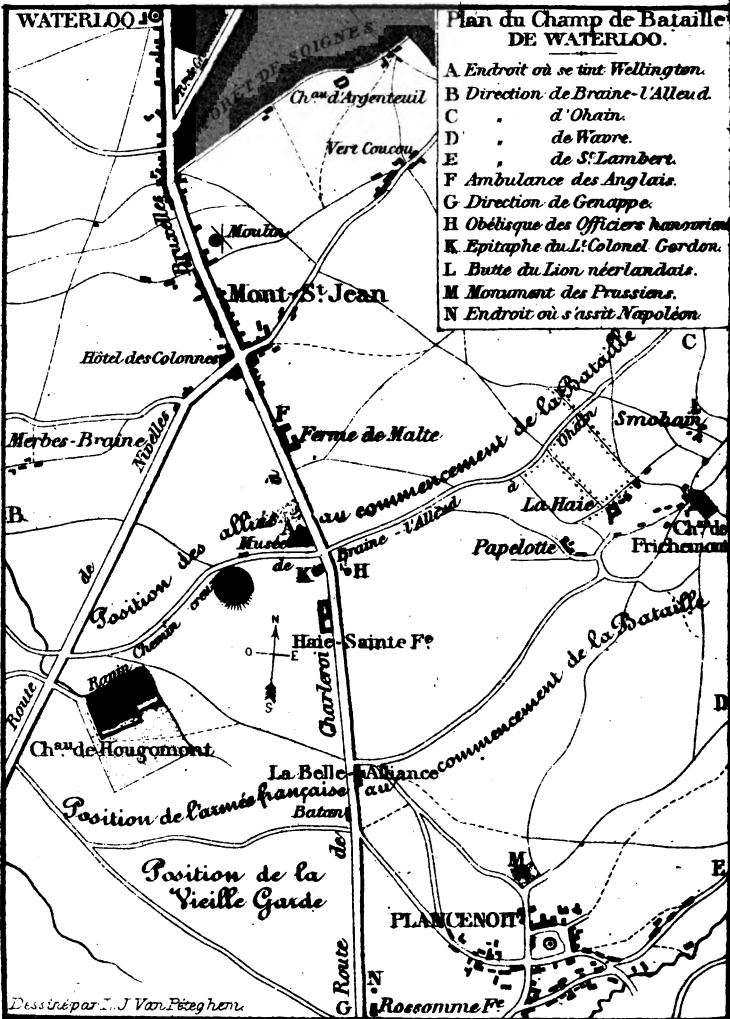 WATERLOO
Plan du Champ de Bataille
DE WATERLOO.
A Endroit où se tint Wellington.
B Direction de Braine-l'Alleud.
C " d'Ohain.
D " de Wavre.
E " de St. Lambert.
F Ambulance des Anglais.
G Direction de Genappe.
H Obélisque des Officiers hanovriens
K Epitaphe du Lt. Colonel Gordon.
L Butte du Lion néerlandais.
M Monument des Prussiens.
N Endroit où s'assit Napoléon
FORÊT DE SOIGNES
Chau d'Argenteuil
Vert Coucou
Bruxelles
Moulin
Mont-St. Jean
Hôtel des Colonnes
C
F
Smohain
Merbes-Braine
Nivelles
Ferme de Malte
à
Ohain
à
B
La Haie
Position des alliés au commencement de la Bataille
A
Musée
Braine-l'Alleud
Papelotte
Chau de
Frichemont
de
K
H
de
Chemin creux
N
O E
S
Haie-Sainte Fe.
Ravin
Route
Charleroi
D
Chau de Hougomont
La Belle-Alliance
Position de l'armée française au commencement de la Bataille
Batan
de
M
E
Position de la
Vieille Garde
PLANCENOIT
Route
N
G
Rossomme Fe.
Dessiné par L. J Van Péteghem.